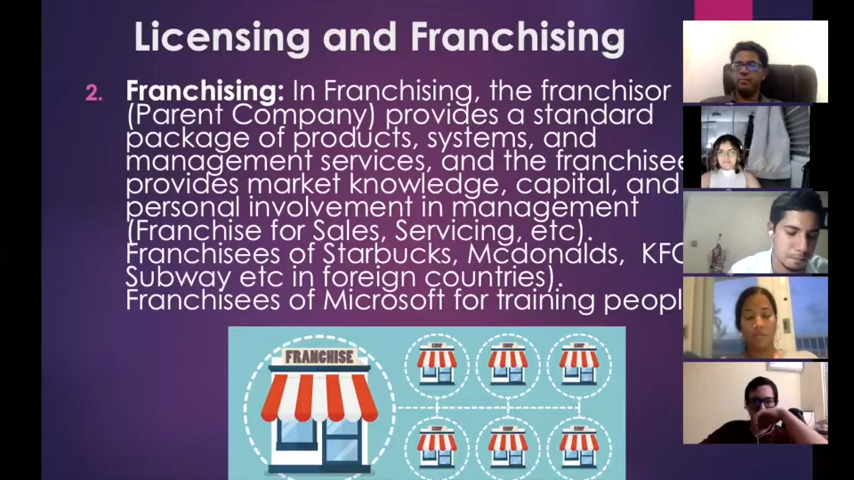 Licensing and Franchising
2. Franchising: In Franchising, the franchisor
(Parent Company) provides a standard
package of products, systems, and
management services, and the franchisee
provides market knowledge, capital, and
personal involvement in management
(Franchise for Sales, Servicing, etc).
Franchisees of Starbucks, Mcdonalds, KFC
Subway etc in foreign countries).
Franchisees of Microsoft for training peopl
FRANCHISE